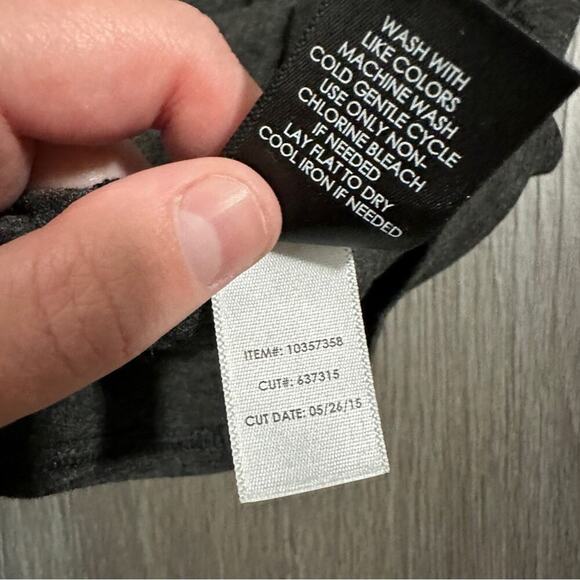 WASH WITH
LIKE COLORS
MACHINE WASH
COLD GENTLE CYCLE
USE ONLY NON-
CHLORINE BLEACH
IF NEEDED
LAY FLAT TO DRY
COOL IRON IF NEEDED
ITEM#: 10357358
CUT#: 637315
CUT DATE: 05/26/15